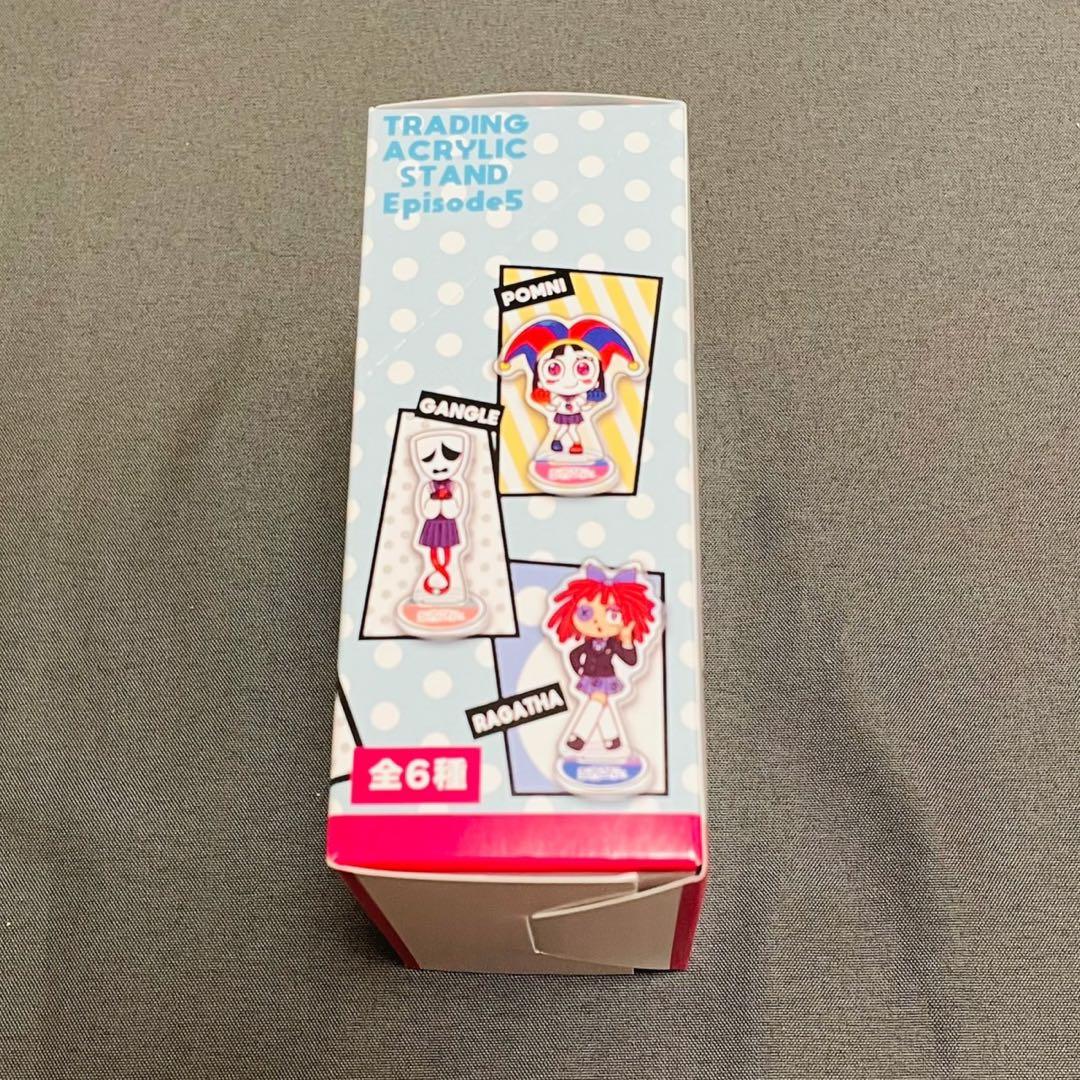 TRADING
ACRYLIC
STAND
Episode5
POMNI
GANGLE
RAGATHA
全6種